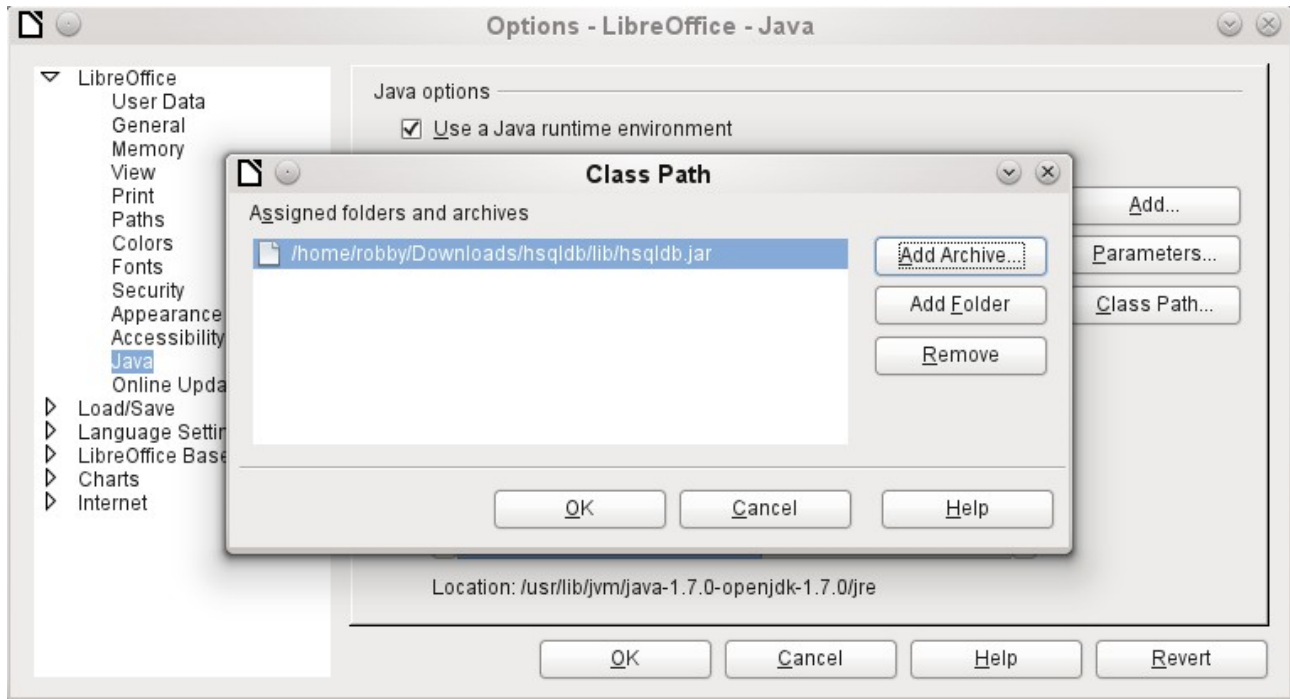 Options - LibreOffice - Java
LibreOffice
User Data
General
Memory
View
Print
Paths
Colors
Fonts
Security
Appearance
Accessibility
Java
Online Upda
Load/Save
Language Settin
LibreOffice Base
Charts
Internet
Java options
Use a Java runtime environment
Add...
Parameters...
Class Path...
Class Path
Assigned folders and archives
/home/robby/Downloads/hsqldb/lib/hsqldb.jar
Add Archive...
Add Folder
Remove
OK Cancel Help
Location: /usr/lib/jvm/java-1.7.0-openjdk-1.7.0/jre
OK Cancel Help Revert